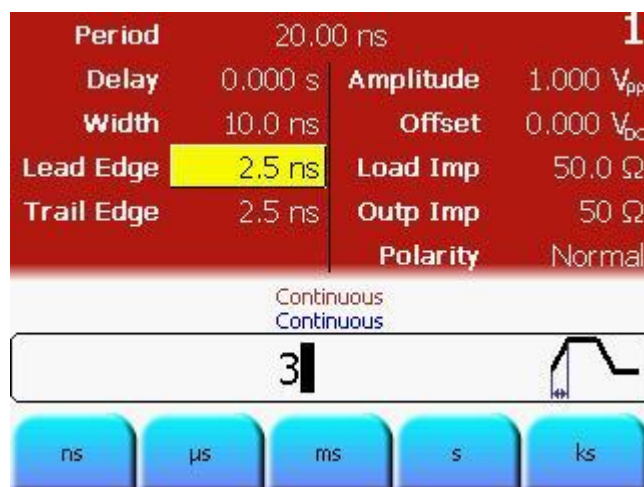 Period 20.00 ns 1
Delay 0.000 s Amplitude 1.000 Vpp
Width 10.0 ns Offset 0.000 VDC
Lead Edge 2.5 ns Load Imp 50.0 Ω
Trail Edge 2.5 ns Outp Imp 50 Ω
Polarity Normal
Continuous
Continuous
3
ns µs ms s ks